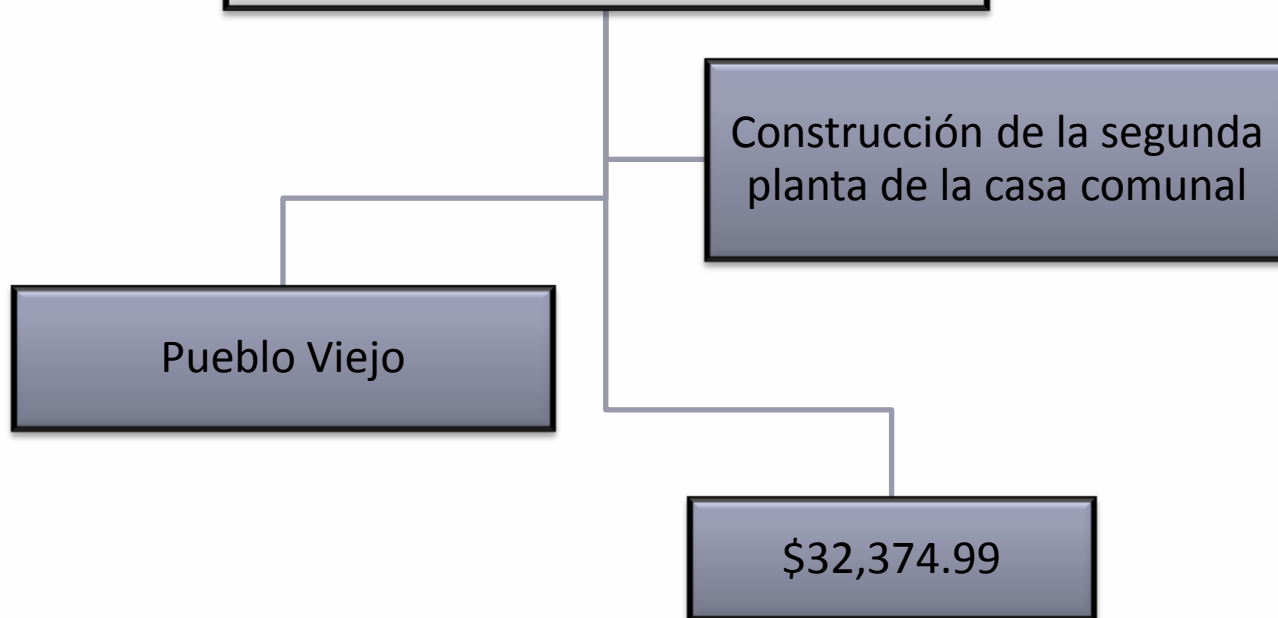 Construcción de la segunda
planta de la casa comunal
Pueblo Viejo
$32,374.99